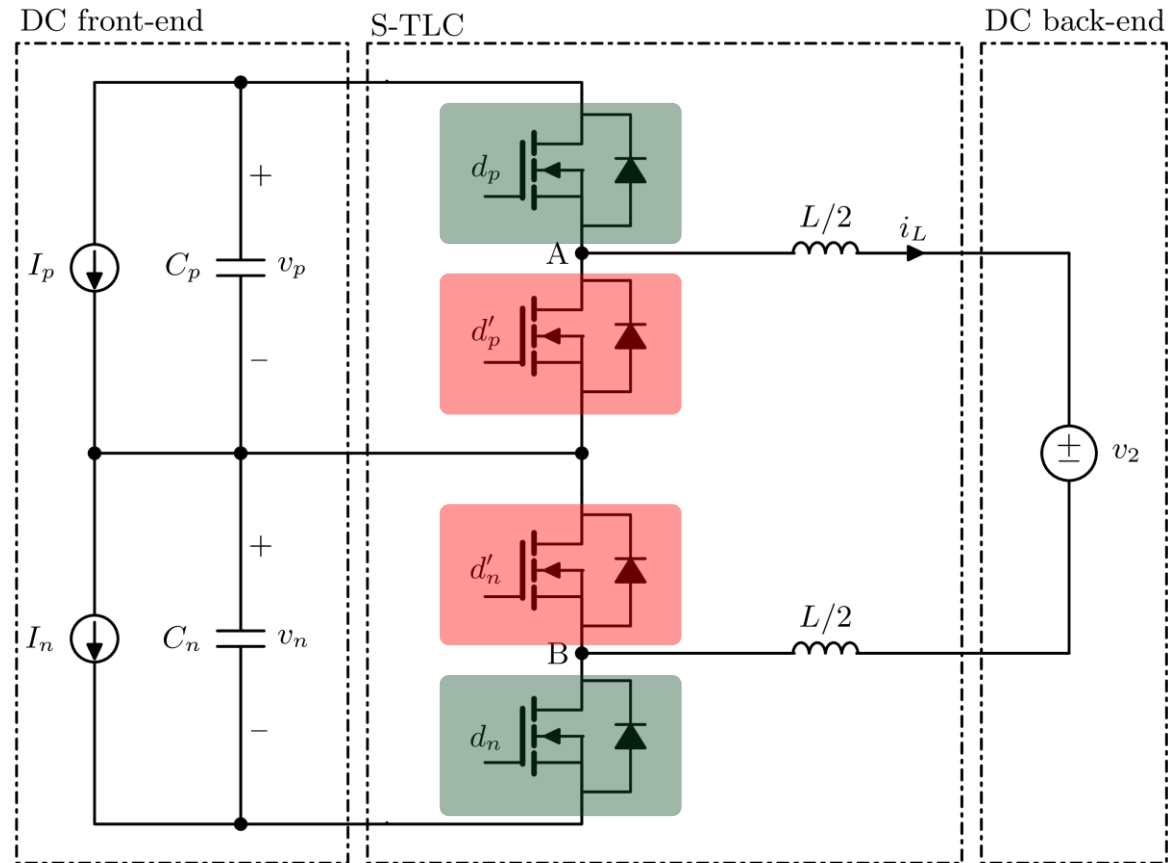 DC front-end
S-TLC
DC back-end
+
d_p
L/2
i_L
A
I_p
C_p
v_p
d'_p
−
±
v_2
+
d'_n
L/2
I_n
C_n
v_n
B
−
d_n